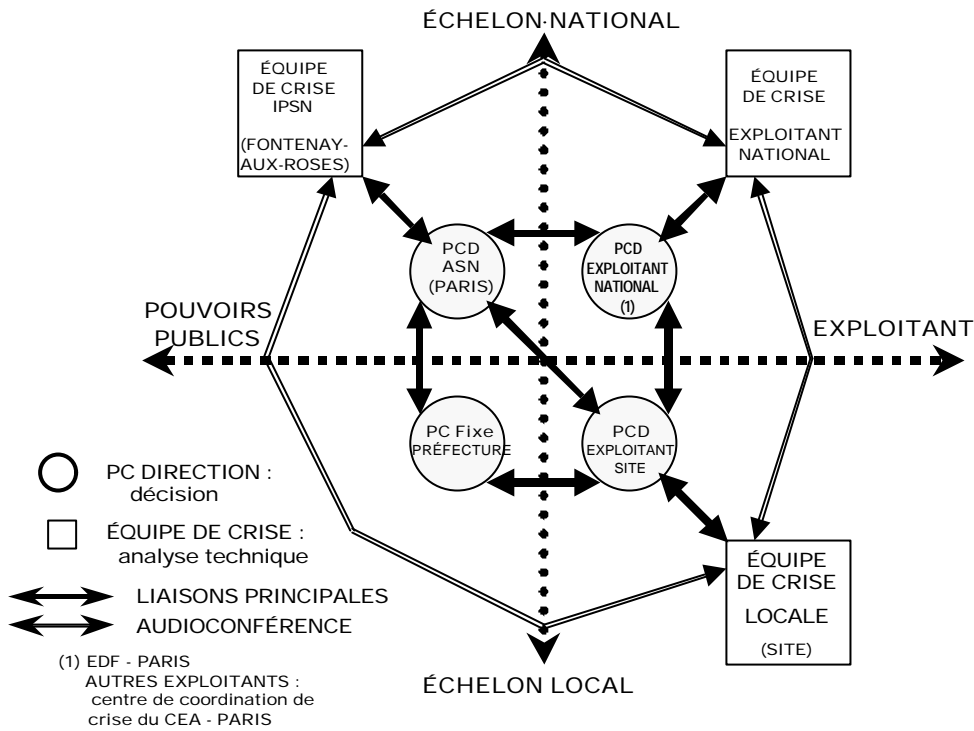 ÉCHELON NATIONAL
ÉQUIPE
DE CRISE
IPSN
(FONTENAY-
AUX-ROSES)
ÉQUIPE
DE CRISE
EXPLOITANT
NATIONAL
PCD
ASN
(PARIS)
PCD
EXPLOITANT
NATIONAL
(1)
POUVOIRS
PUBLICS
EXPLOITANT
PC Fixe
PRÉFECTURE
PCD
EXPLOITANT
SITE
PC DIRECTION :
décision
ÉQUIPE DE CRISE :
analyse technique
LIAISONS PRINCIPALES
AUDIOCONFÉRENCE
(1) EDF - PARIS
AUTRES EXPLOITANTS :
centre de coordination de
crise du CEA - PARIS
ÉQUIPE
DE CRISE
LOCALE
(SITE)
ÉCHELON LOCAL